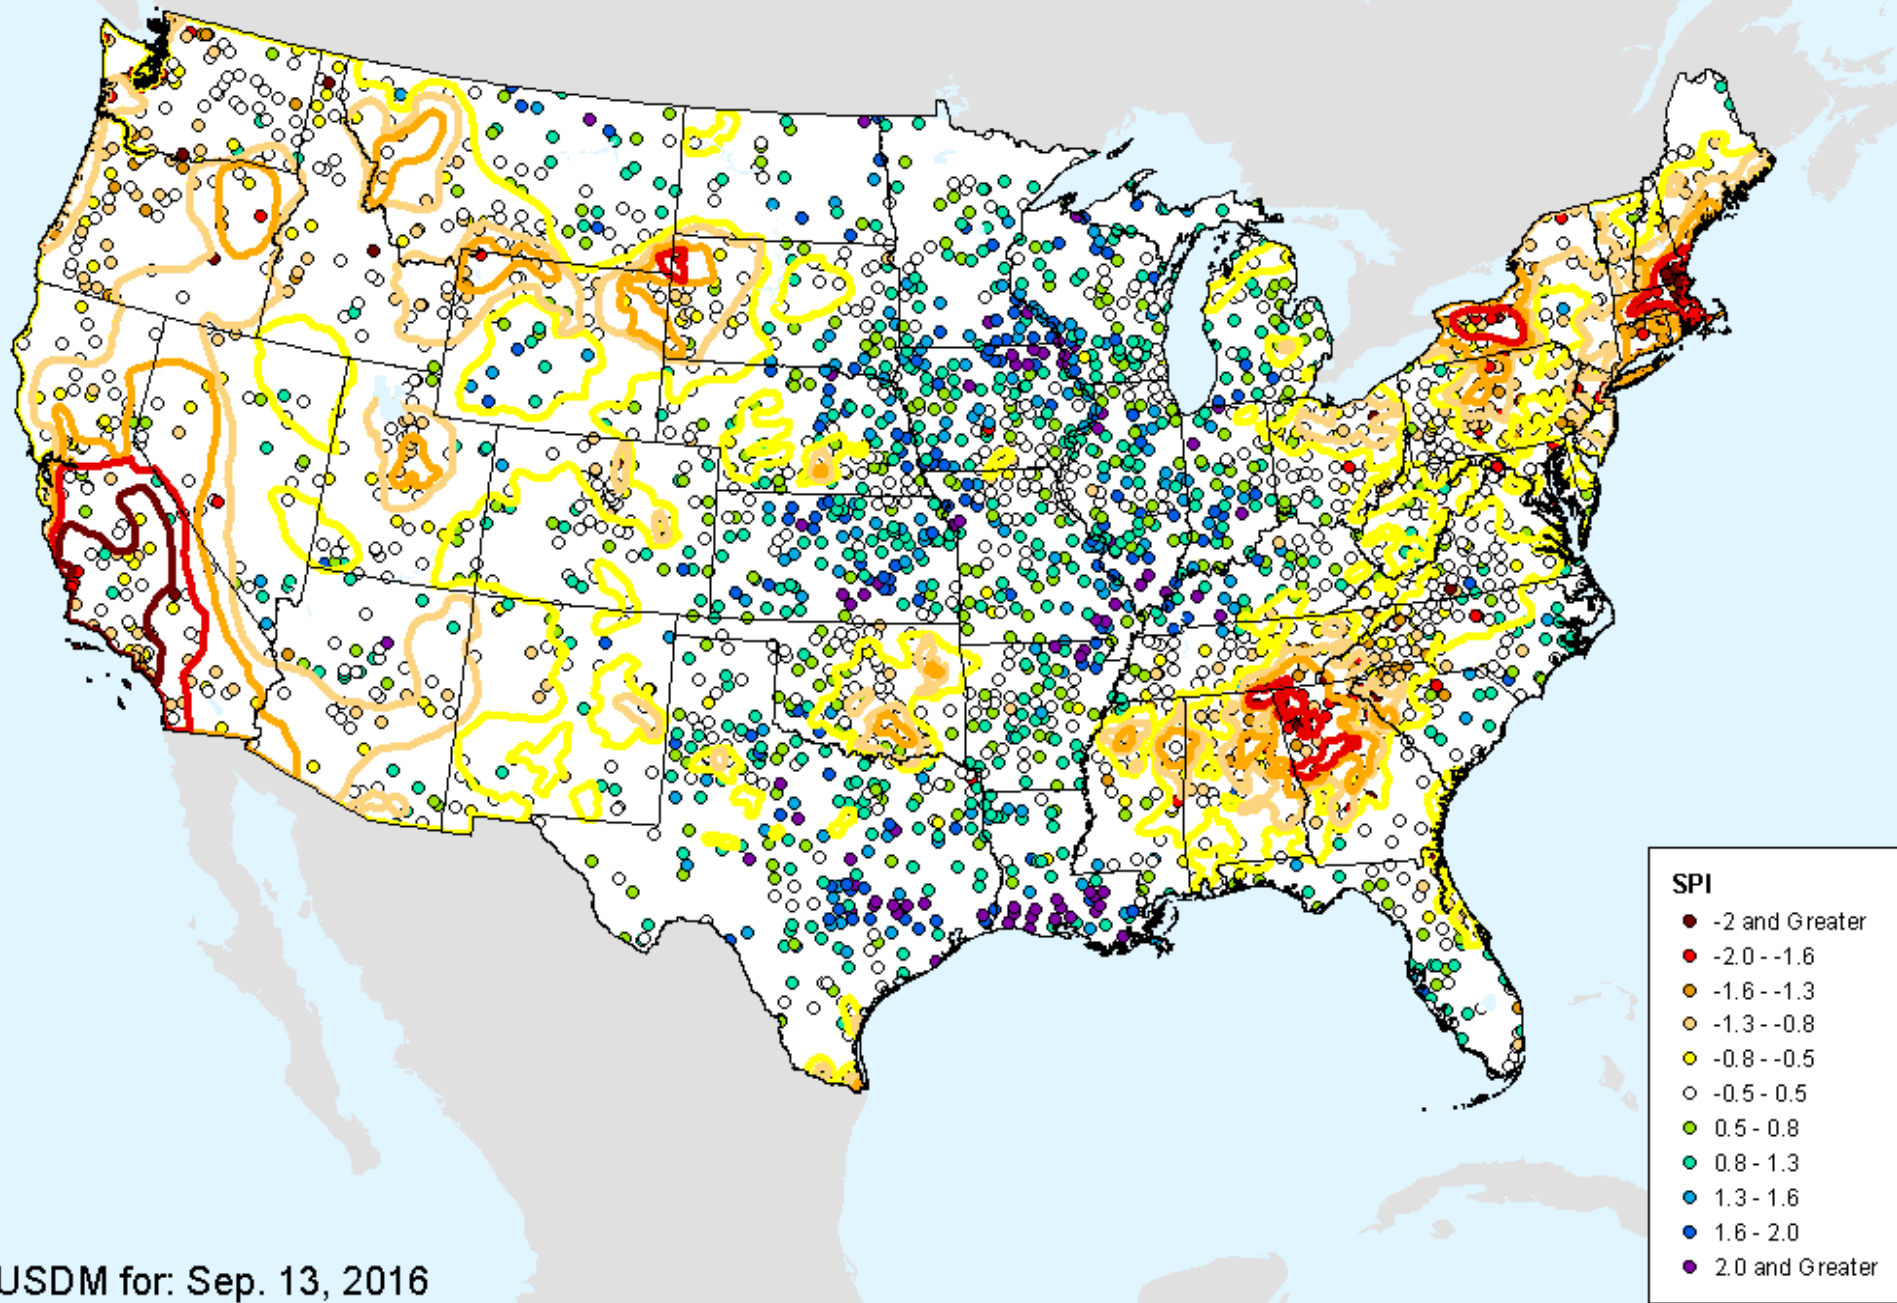 SPI
-2 and Greater
-2.0 - -1.6
-1.6 - -1.3
-1.3 - -0.8
-0.8 - -0.5
-0.5 - 0.5
0.5 - 0.8
0.8 - 1.3
1.3 - 1.6
1.6 - 2.0
2.0 and Greater
USDM for: Sep. 13, 2016